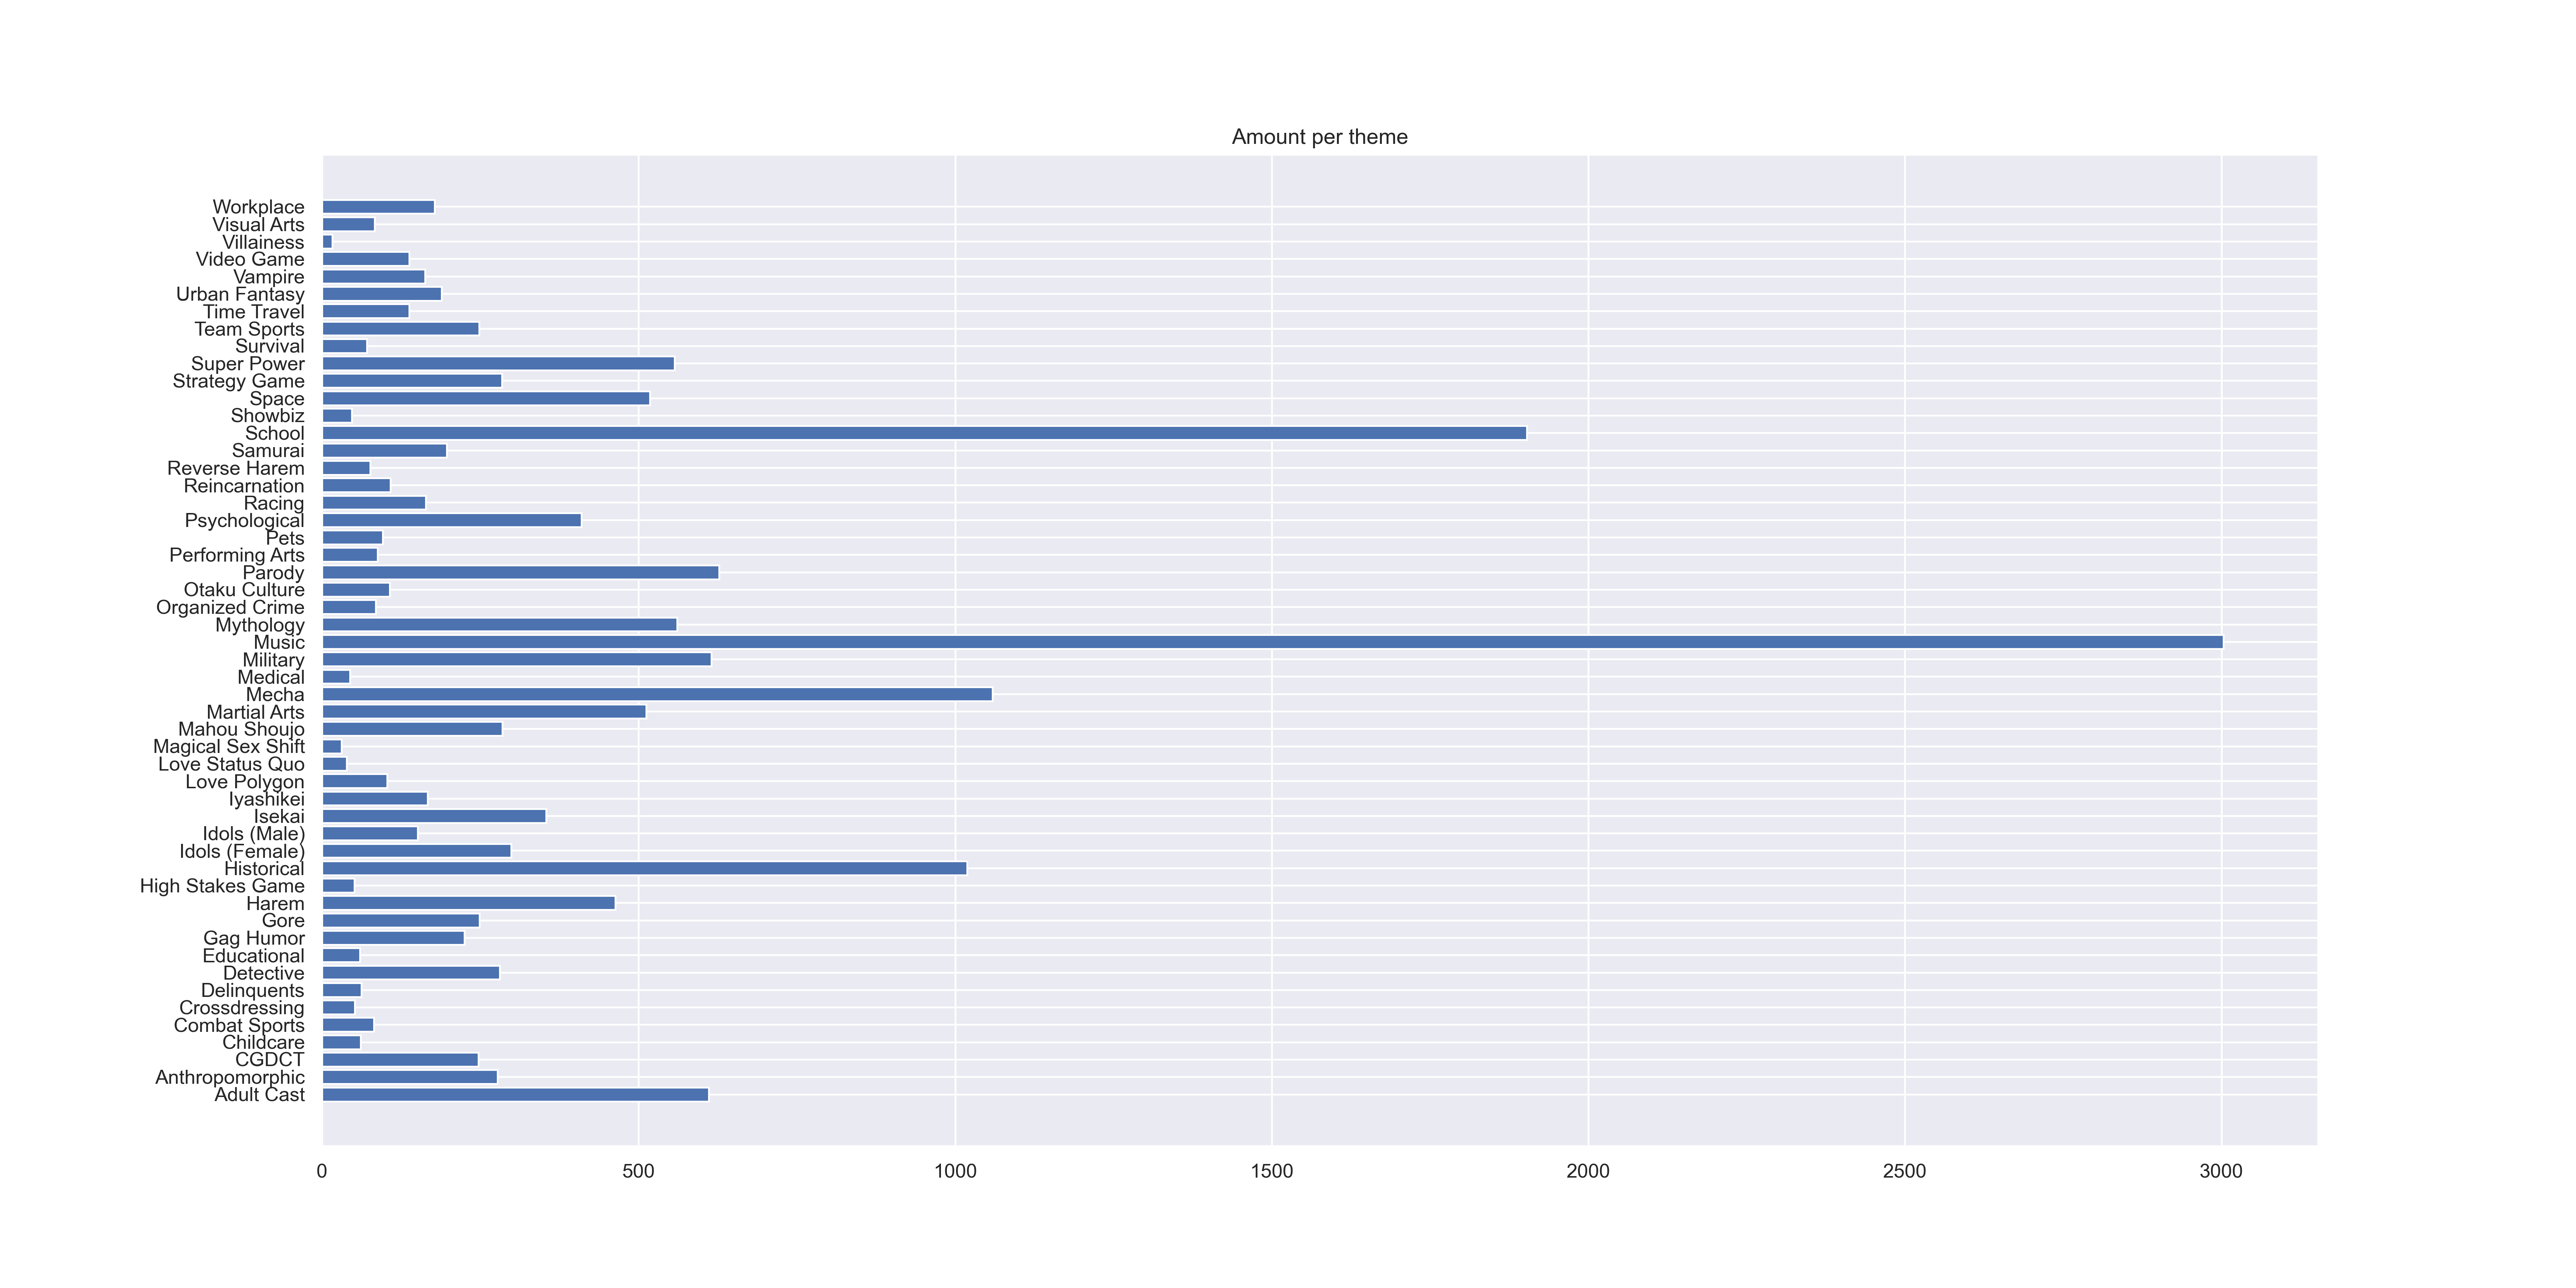 Amount per theme
Workplace
Visual Arts
Villainess
Video Game
Vampire
Urban Fantasy
Time Travel
Team Sports
Survival
Super Power
Strategy Game
Space
Showbiz
School
Samurai
Reverse Harem
Reincarnation
Racing
Psychological
Pets
Performing Arts
Parody
Otaku Culture
Organized Crime
Mythology
Music
Military
Medical
Mecha
Martial Arts
Mahou Shoujo
Magical Sex Shift
Love Status Quo
Love Polygon
Iyashikei
Isekai
Idols (Male)
Idols (Female)
Historical
High Stakes Game
Harem
Gore
Gag Humor
Educational
Detective
Delinquents
Crossdressing
Combat Sports
Childcare
CGDCT
Anthropomorphic
Adult Cast
0 500 1000 1500 2000 2500 3000